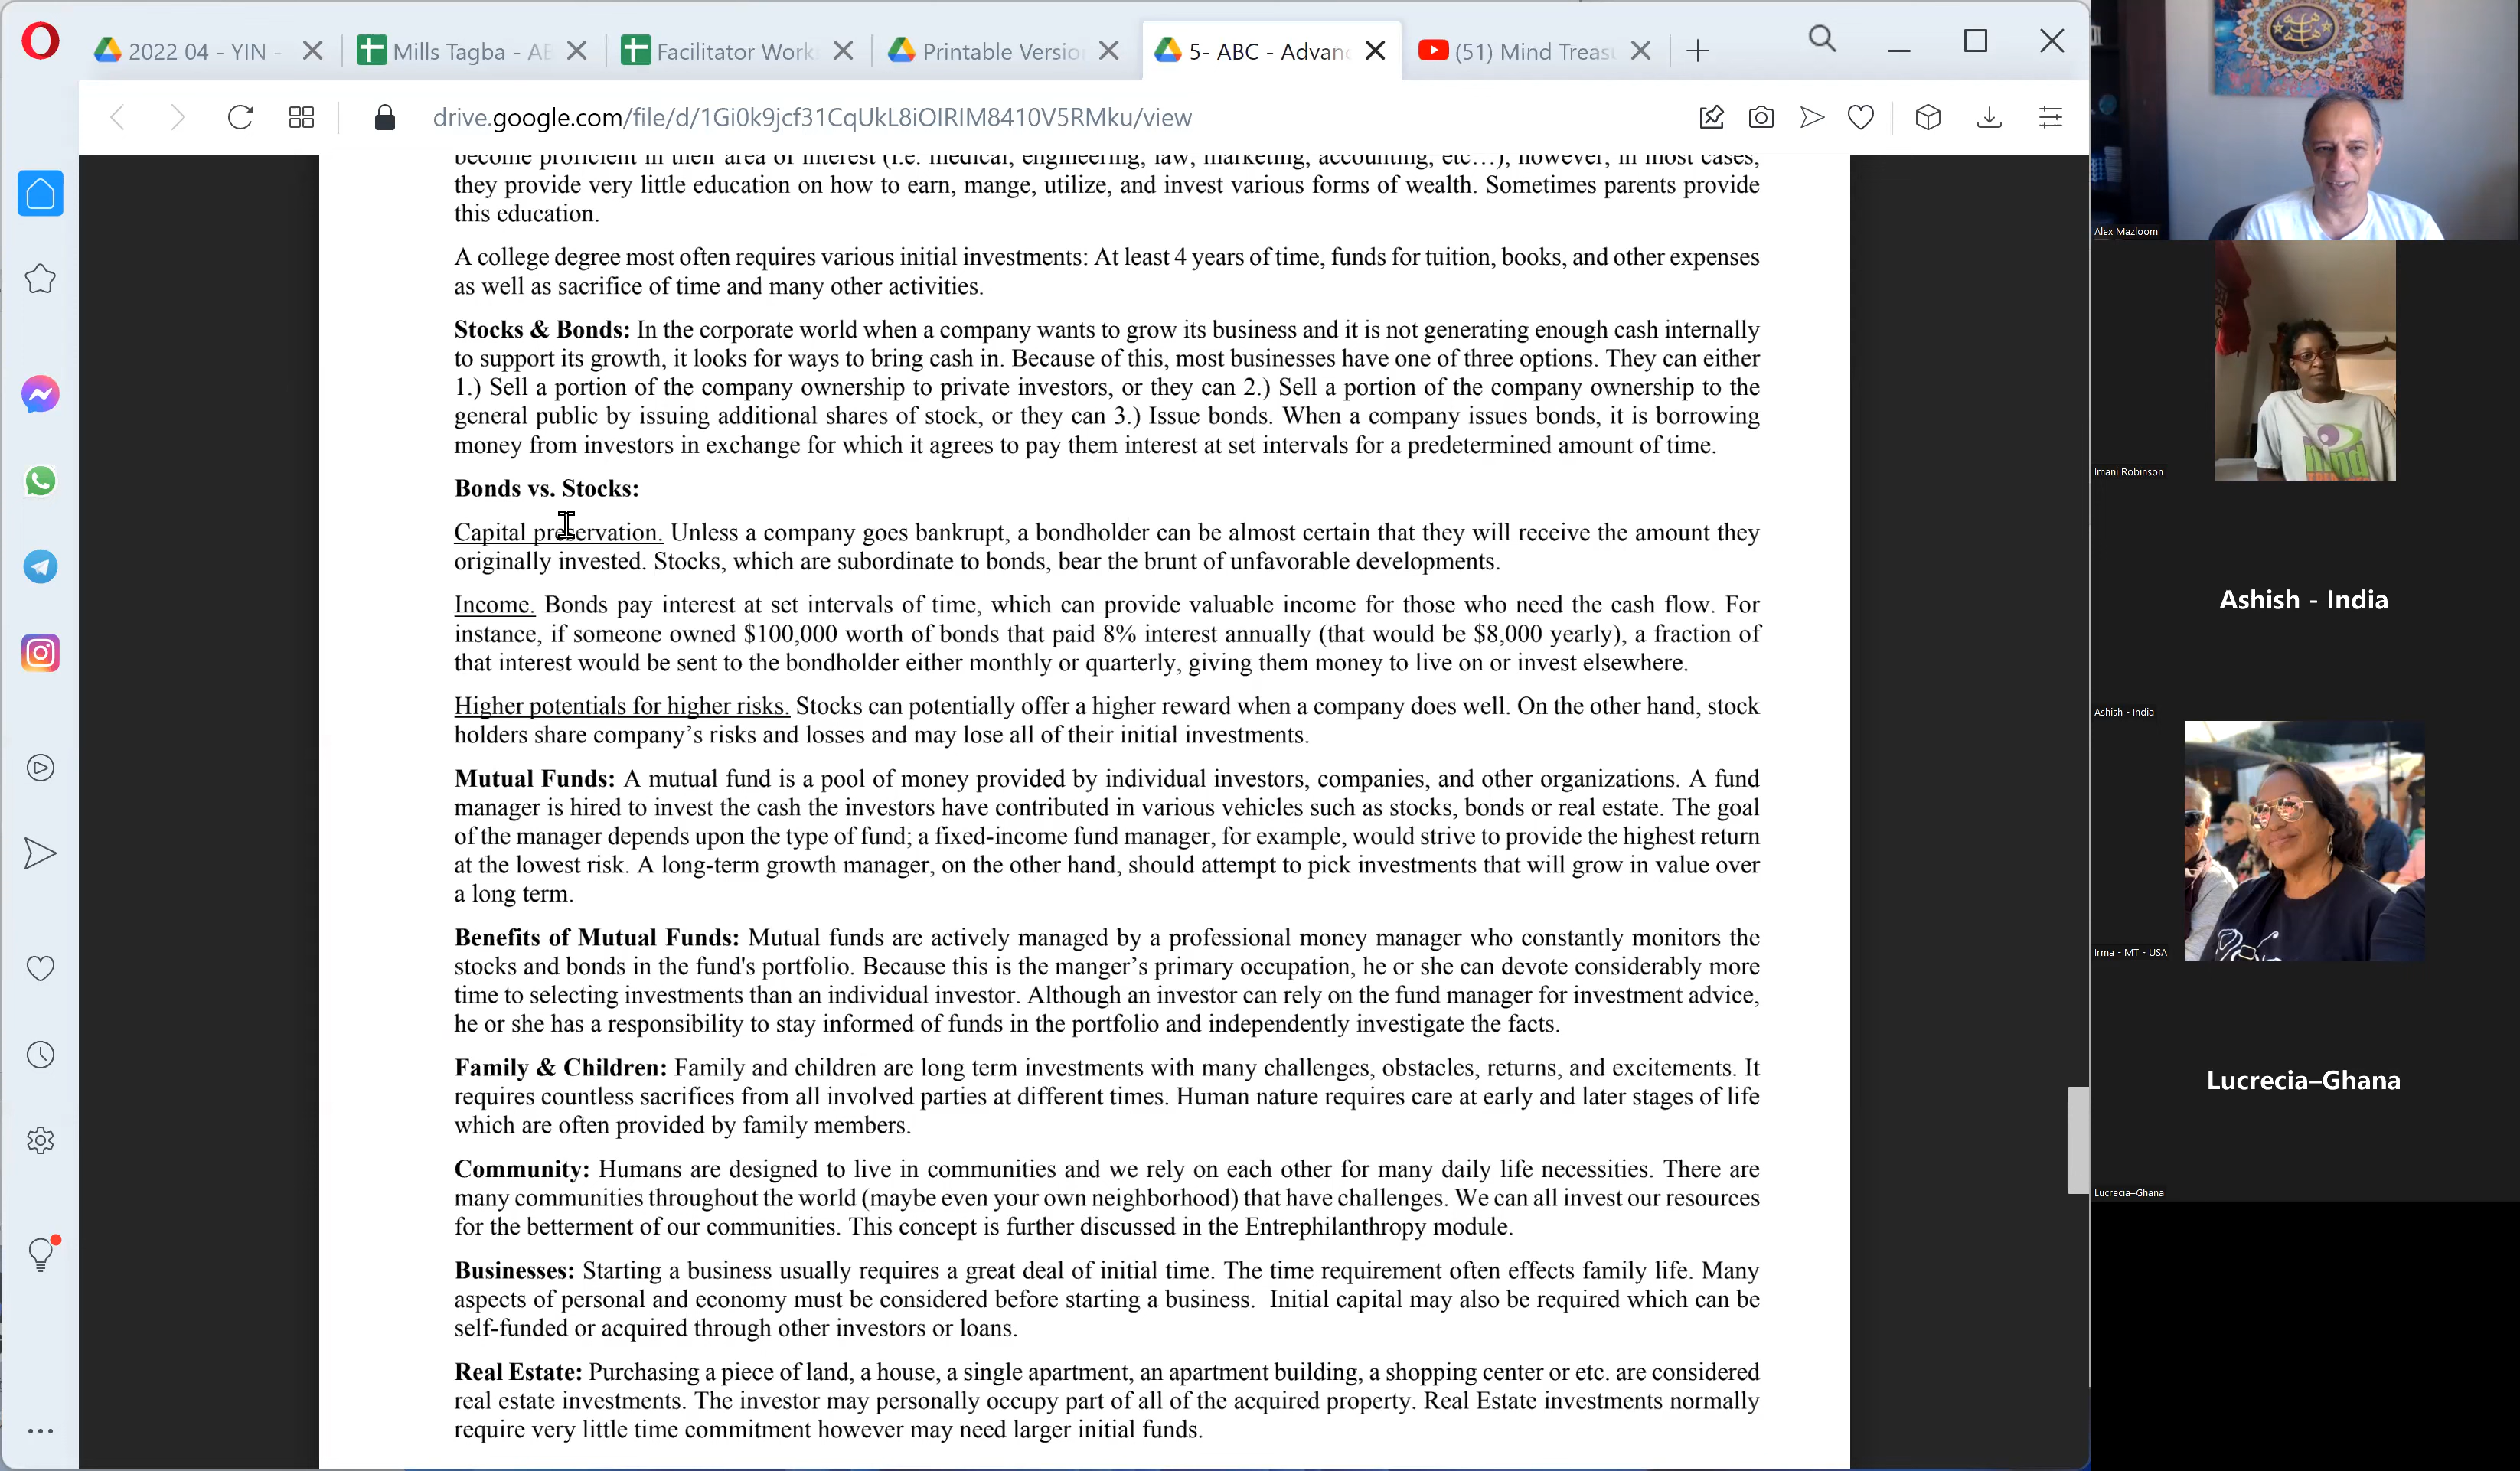 2022 04 - YIN -
Mills Tagba - AB
Facilitator Work
Printable Version
5- ABC - Advanc
(51) Mind Treasu
drive.google.com/file/d/1Gi0k9jcf31CqUkL8iOIRIM8410V5RMku/view
become proficient in their area of interest (i.e. medical, engineering, law, marketing, accounting, etc…), however, in most cases,
they provide very little education on how to earn, mange, utilize, and invest various forms of wealth. Sometimes parents provide
this education.
A college degree most often requires various initial investments: At least 4 years of time, funds for tuition, books, and other expenses
as well as sacrifice of time and many other activities.
Stocks & Bonds: In the corporate world when a company wants to grow its business and it is not generating enough cash internally
to support its growth, it looks for ways to bring cash in. Because of this, most businesses have one of three options. They can either
1.) Sell a portion of the company ownership to private investors, or they can 2.) Sell a portion of the company ownership to the
general public by issuing additional shares of stock, or they can 3.) Issue bonds. When a company issues bonds, it is borrowing
money from investors in exchange for which it agrees to pay them interest at set intervals for a predetermined amount of time.
Bonds vs. Stocks:
Capital preservation. Unless a company goes bankrupt, a bondholder can be almost certain that they will receive the amount they
originally invested. Stocks, which are subordinate to bonds, bear the brunt of unfavorable developments.
Income. Bonds pay interest at set intervals of time, which can provide valuable income for those who need the cash flow. For
instance, if someone owned $100,000 worth of bonds that paid 8% interest annually (that would be $8,000 yearly), a fraction of
that interest would be sent to the bondholder either monthly or quarterly, giving them money to live on or invest elsewhere.
Higher potentials for higher risks. Stocks can potentially offer a higher reward when a company does well. On the other hand, stock
holders share company’s risks and losses and may lose all of their initial investments.
Mutual Funds: A mutual fund is a pool of money provided by individual investors, companies, and other organizations. A fund
manager is hired to invest the cash the investors have contributed in various vehicles such as stocks, bonds or real estate. The goal
of the manager depends upon the type of fund; a fixed-income fund manager, for example, would strive to provide the highest return
at the lowest risk. A long-term growth manager, on the other hand, should attempt to pick investments that will grow in value over
a long term.
Benefits of Mutual Funds: Mutual funds are actively managed by a professional money manager who constantly monitors the
stocks and bonds in the fund's portfolio. Because this is the manger’s primary occupation, he or she can devote considerably more
time to selecting investments than an individual investor. Although an investor can rely on the fund manager for investment advice,
he or she has a responsibility to stay informed of funds in the portfolio and independently investigate the facts.
Family & Children: Family and children are long term investments with many challenges, obstacles, returns, and excitements. It
requires countless sacrifices from all involved parties at different times. Human nature requires care at early and later stages of life
which are often provided by family members.
Community: Humans are designed to live in communities and we rely on each other for many daily life necessities. There are
many communities throughout the world (maybe even your own neighborhood) that have challenges. We can all invest our resources
for the betterment of our communities. This concept is further discussed in the Entrephilanthropy module.
Businesses: Starting a business usually requires a great deal of initial time. The time requirement often effects family life. Many
aspects of personal and economy must be considered before starting a business. Initial capital may also be required which can be
self-funded or acquired through other investors or loans.
Real Estate: Purchasing a piece of land, a house, a single apartment, an apartment building, a shopping center or etc. are considered
real estate investments. The investor may personally occupy part of all of the acquired property. Real Estate investments normally
require very little time commitment however may need larger initial funds.
Alex Mazloom
Imani Robinson
Ashish - India
Ashish - India
Irma - MT - USA
Lucrecia–Ghana
Lucrecia–Ghana